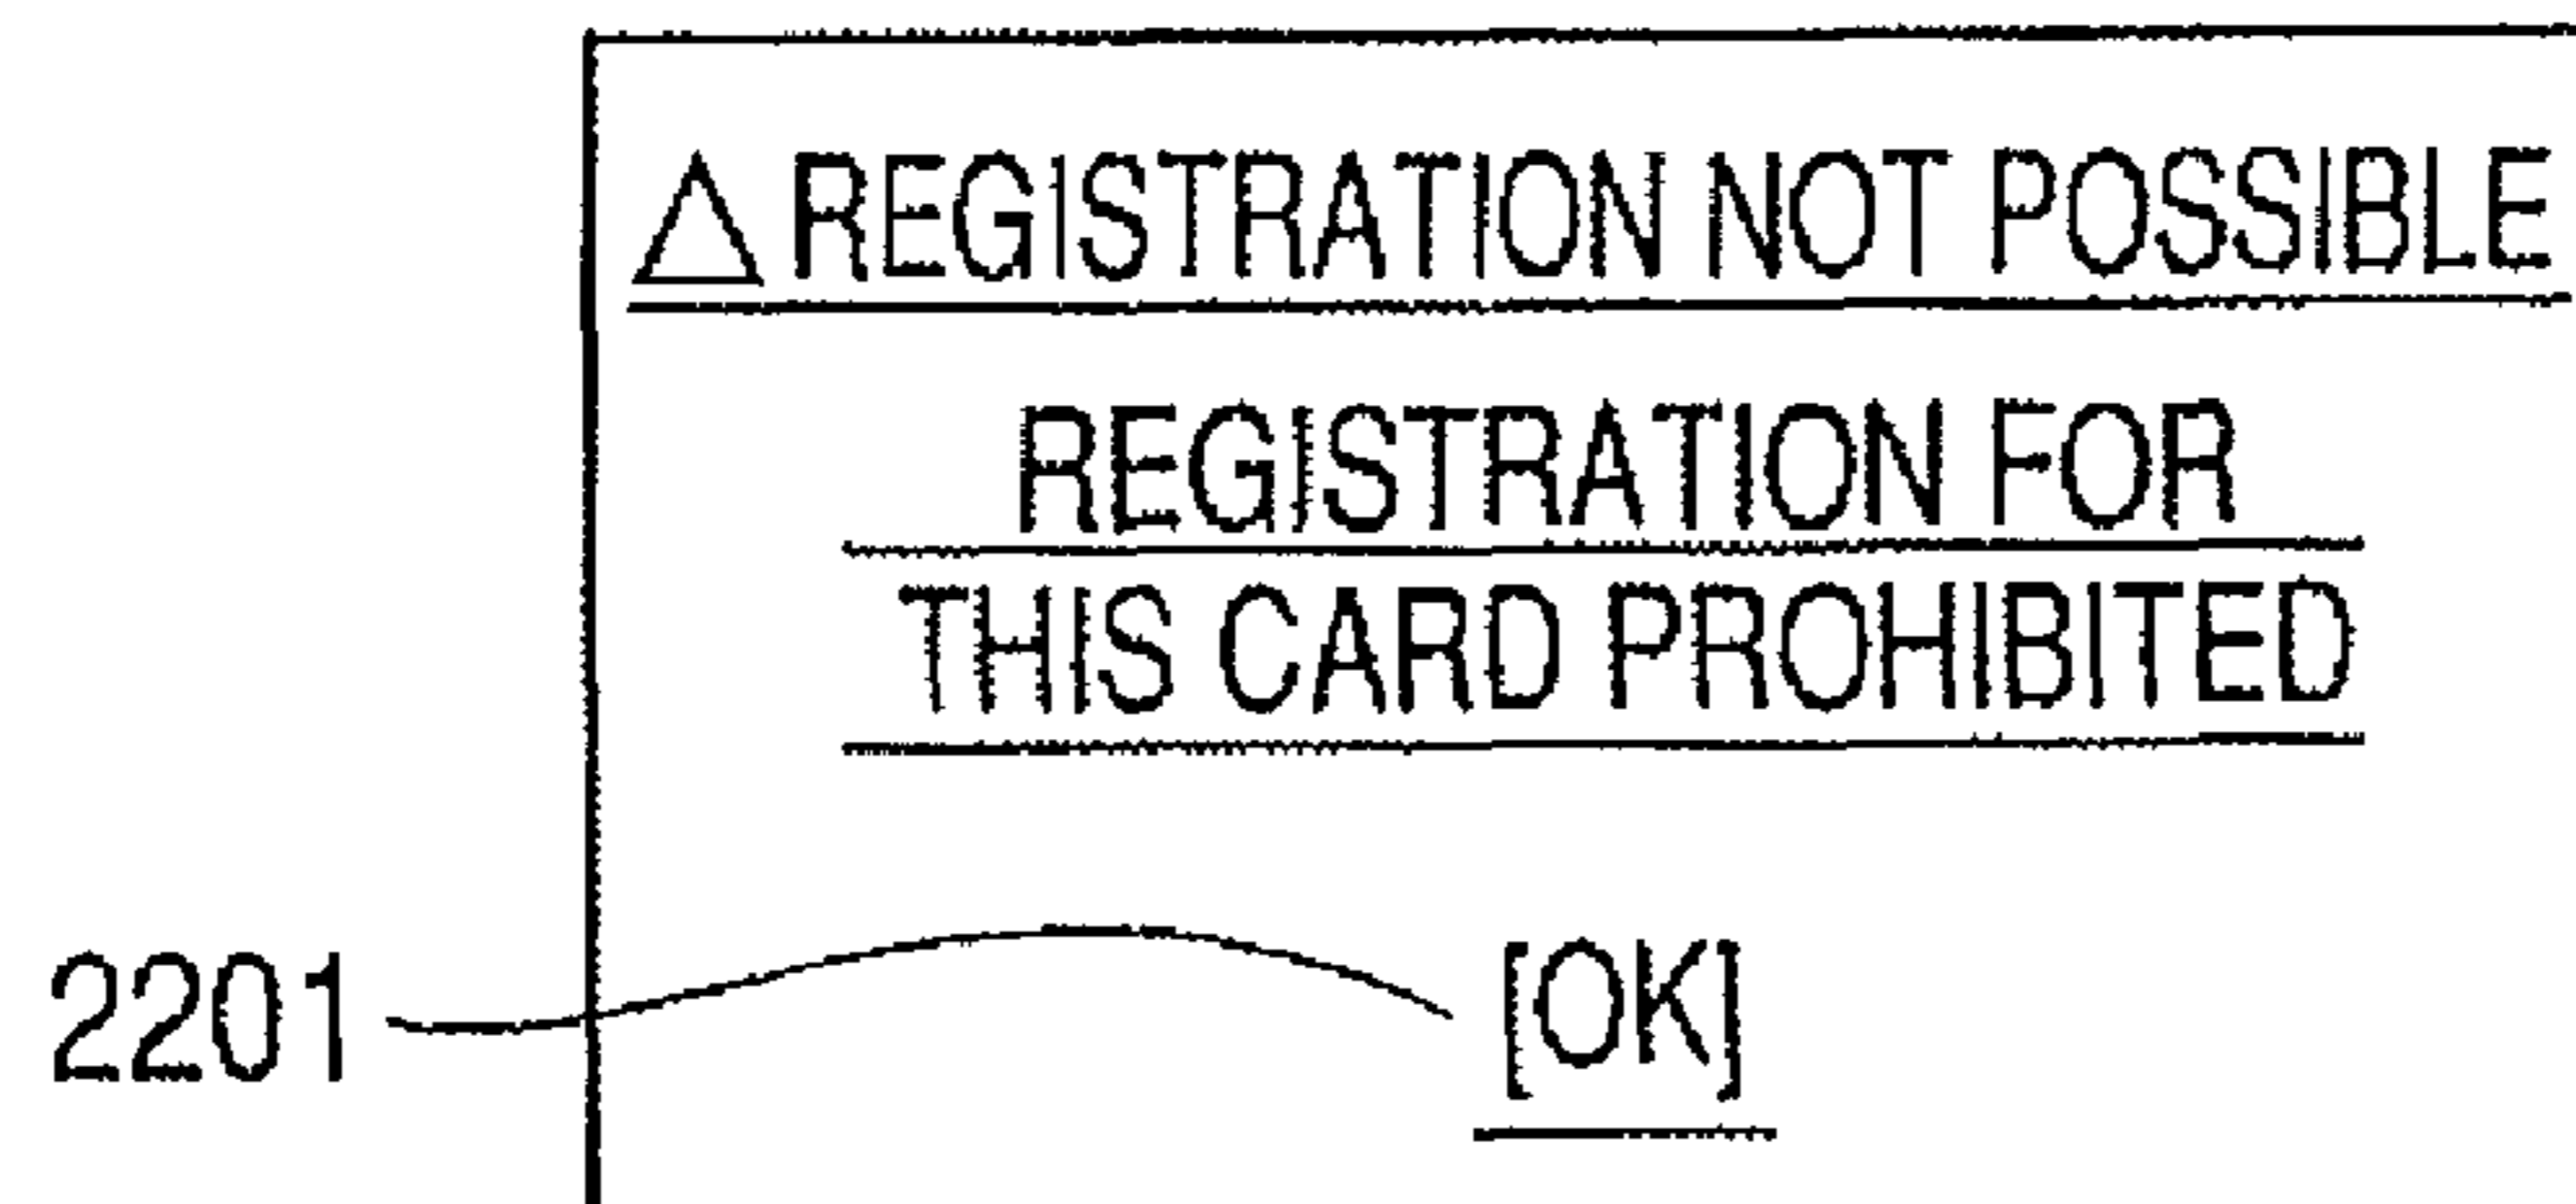 △ REGISTRATION NOT POSSIBLE
REGISTRATION FOR
THIS CARD PROHIBITED
2201 [OK]